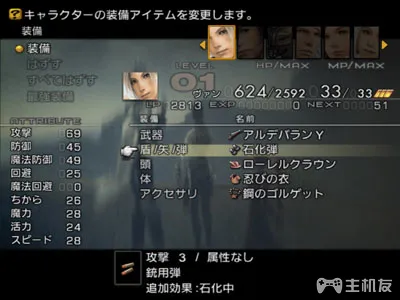 キャラクターの装備アイテムを変更します。
装備
装備
はずす
すべてはずす
最強装備
LEVEL HP/MAX MP/MAX
01
ヴァン 624/2592 33/33
LP 2813 EXP 0 NEXT 51
ATTRIBUTE
攻撃 69
防御 45
魔法防御 49
回避 25
魔法回避 0
ちから 26
魔力 28
活力 24
スピード 28
装備 名前
武器 アルデバランY
盾/矢/弾 石化弾
頭 ローレルクラウン
体 忍びの衣
アクセサリ 鋼のゴルゲット
攻撃 3 / 属性なし
銃用弾
追加効果:石化中
主机友